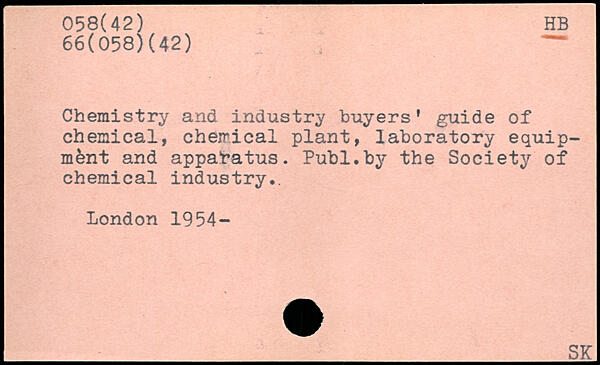 058(42) HB
66(058)(42)
Chemistry and industry buyers' guide of
chemical, chemical plant, laboratory equip-
mènt and apparatus. Publ.by the Society of
chemical industry.
London 1954-
SK